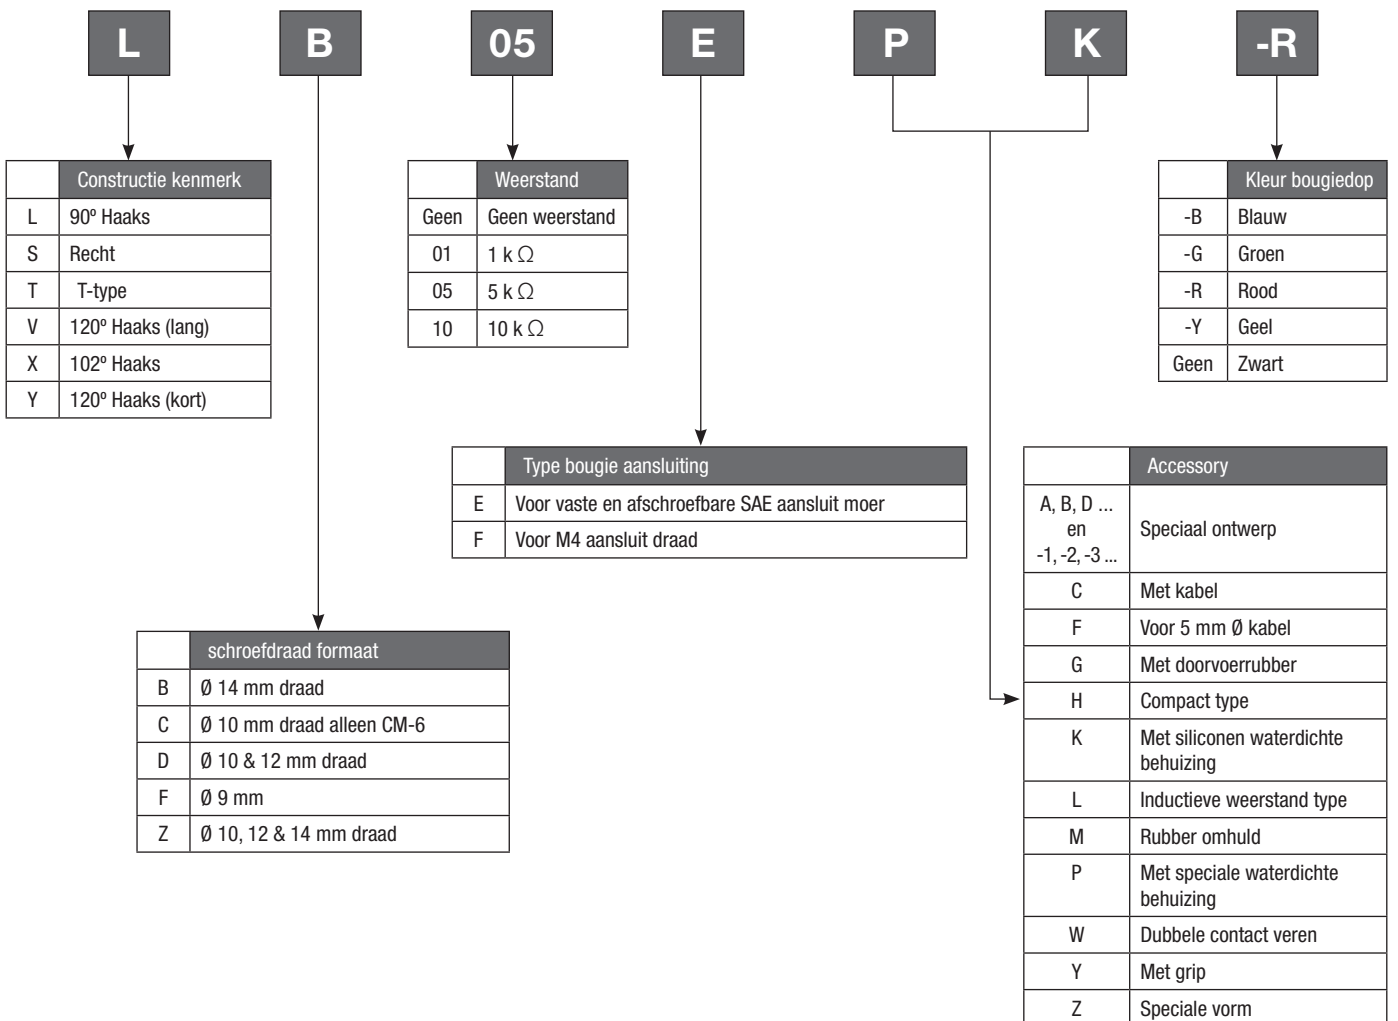 L B 05 E P K -R
Constructie kenmerk
L 90º Haaks
S Recht
T T-type
V 120º Haaks (lang)
X 102º Haaks
Y 120º Haaks (kort)
Weerstand
Geen Geen weerstand
01 1 k Ω
05 5 k Ω
10 10 k Ω
Kleur bougiedop
-B Blauw
-G Groen
-R Rood
-Y Geel
Geen Zwart
Type bougie aansluiting
E Voor vaste en afschroefbare SAE aansluit moer
F Voor M4 aansluit draad
schroefdraad formaat
B Ø 14 mm draad
C Ø 10 mm draad alleen CM-6
D Ø 10 & 12 mm draad
F Ø 9 mm
Z Ø 10, 12 & 14 mm draad
Accessory
A, B, D ...
en
-1, -2, -3 ...
Speciaal ontwerp
C Met kabel
F Voor 5 mm Ø kabel
G Met doorvoerrubber
H Compact type
K Met siliconen waterdichte
behuizing
L Inductieve weerstand type
M Rubber omhuld
P Met speciale waterdichte
behuizing
W Dubbele contact veren
Y Met grip
Z Speciale vorm